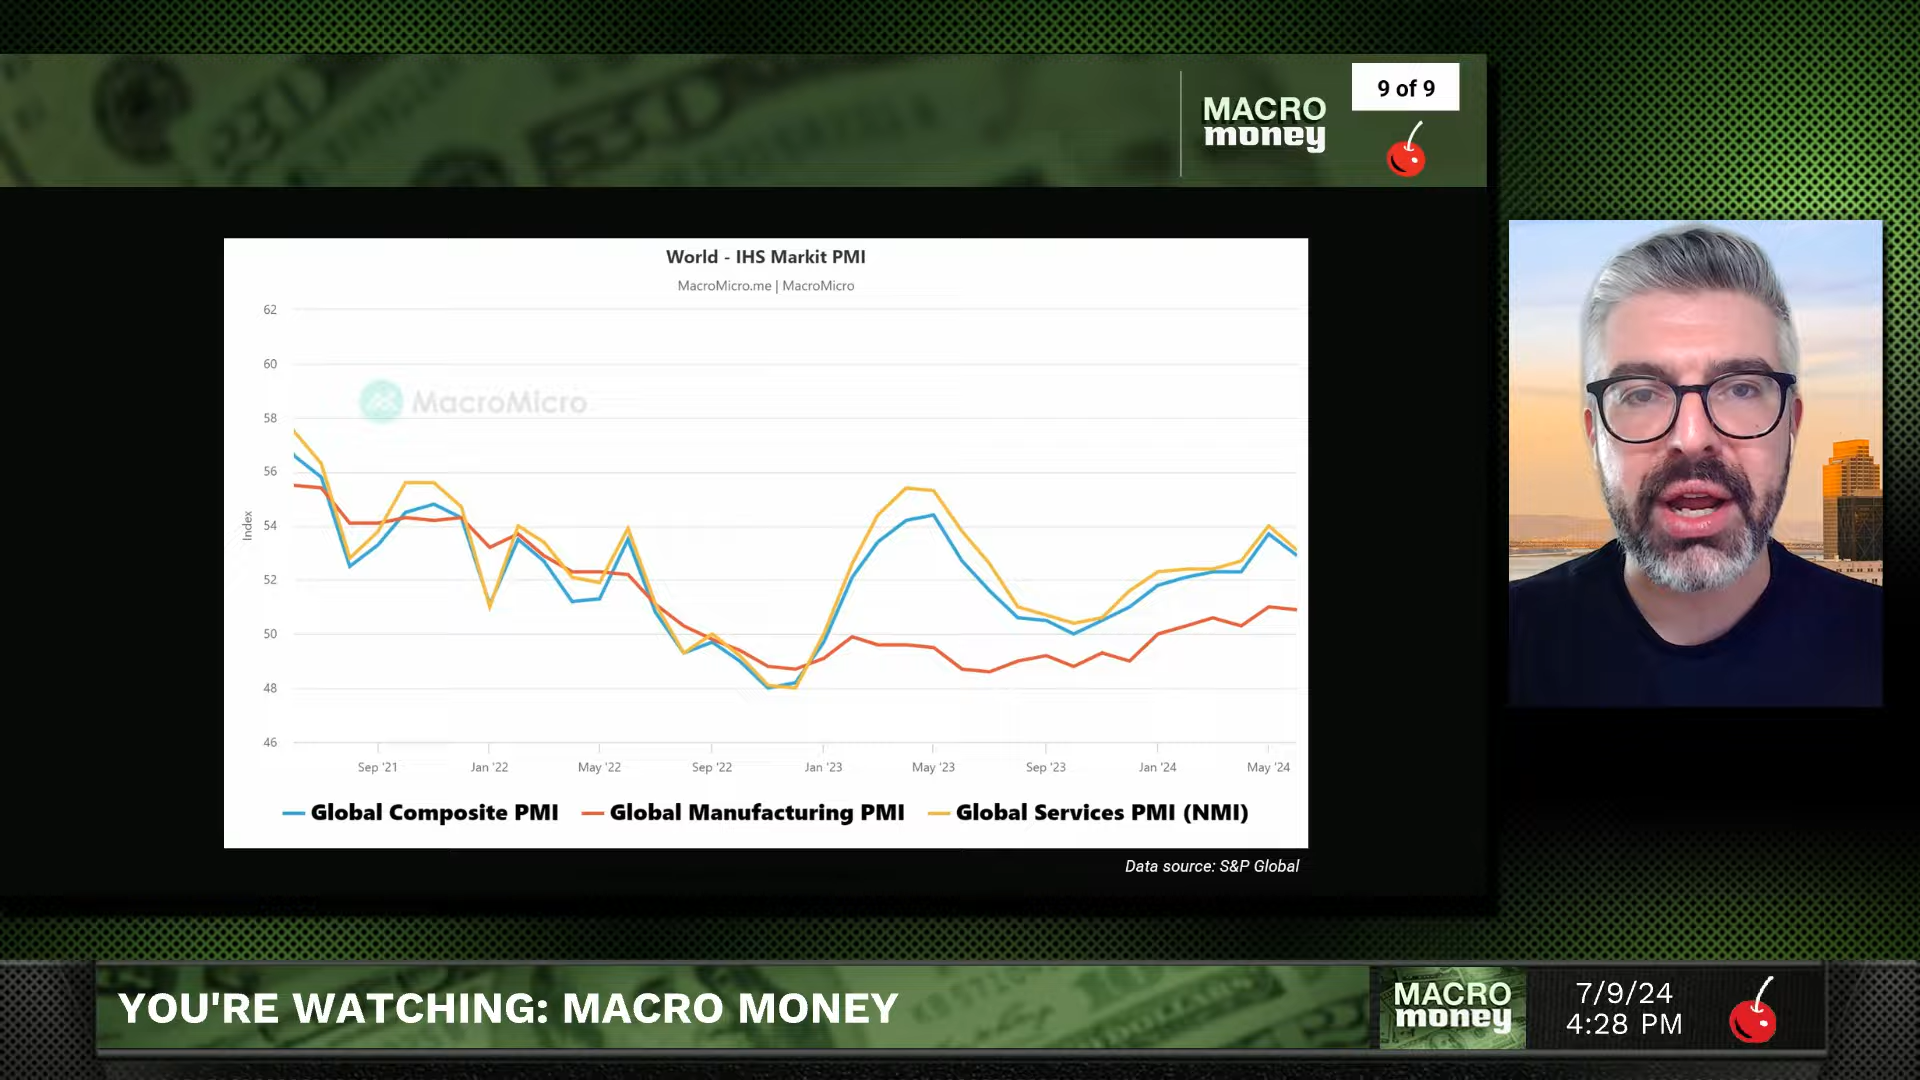 MACRO
money
9 of 9
World - IHS Markit PMI
MacroMicro.me | MacroMicro
62
60
58
56
54
52
50
48
46
Index
MacroMicro
Sep '21
Jan '22
May '22
Sep '22
Jan '23
May '23
Sep '23
Jan '24
May '24
Global Composite PMI
Global Manufacturing PMI
Global Services PMI (NMI)
Data source: S&P Global
YOU'RE WATCHING: MACRO MONEY
MACRO
money
7/9/24
4:28 PM